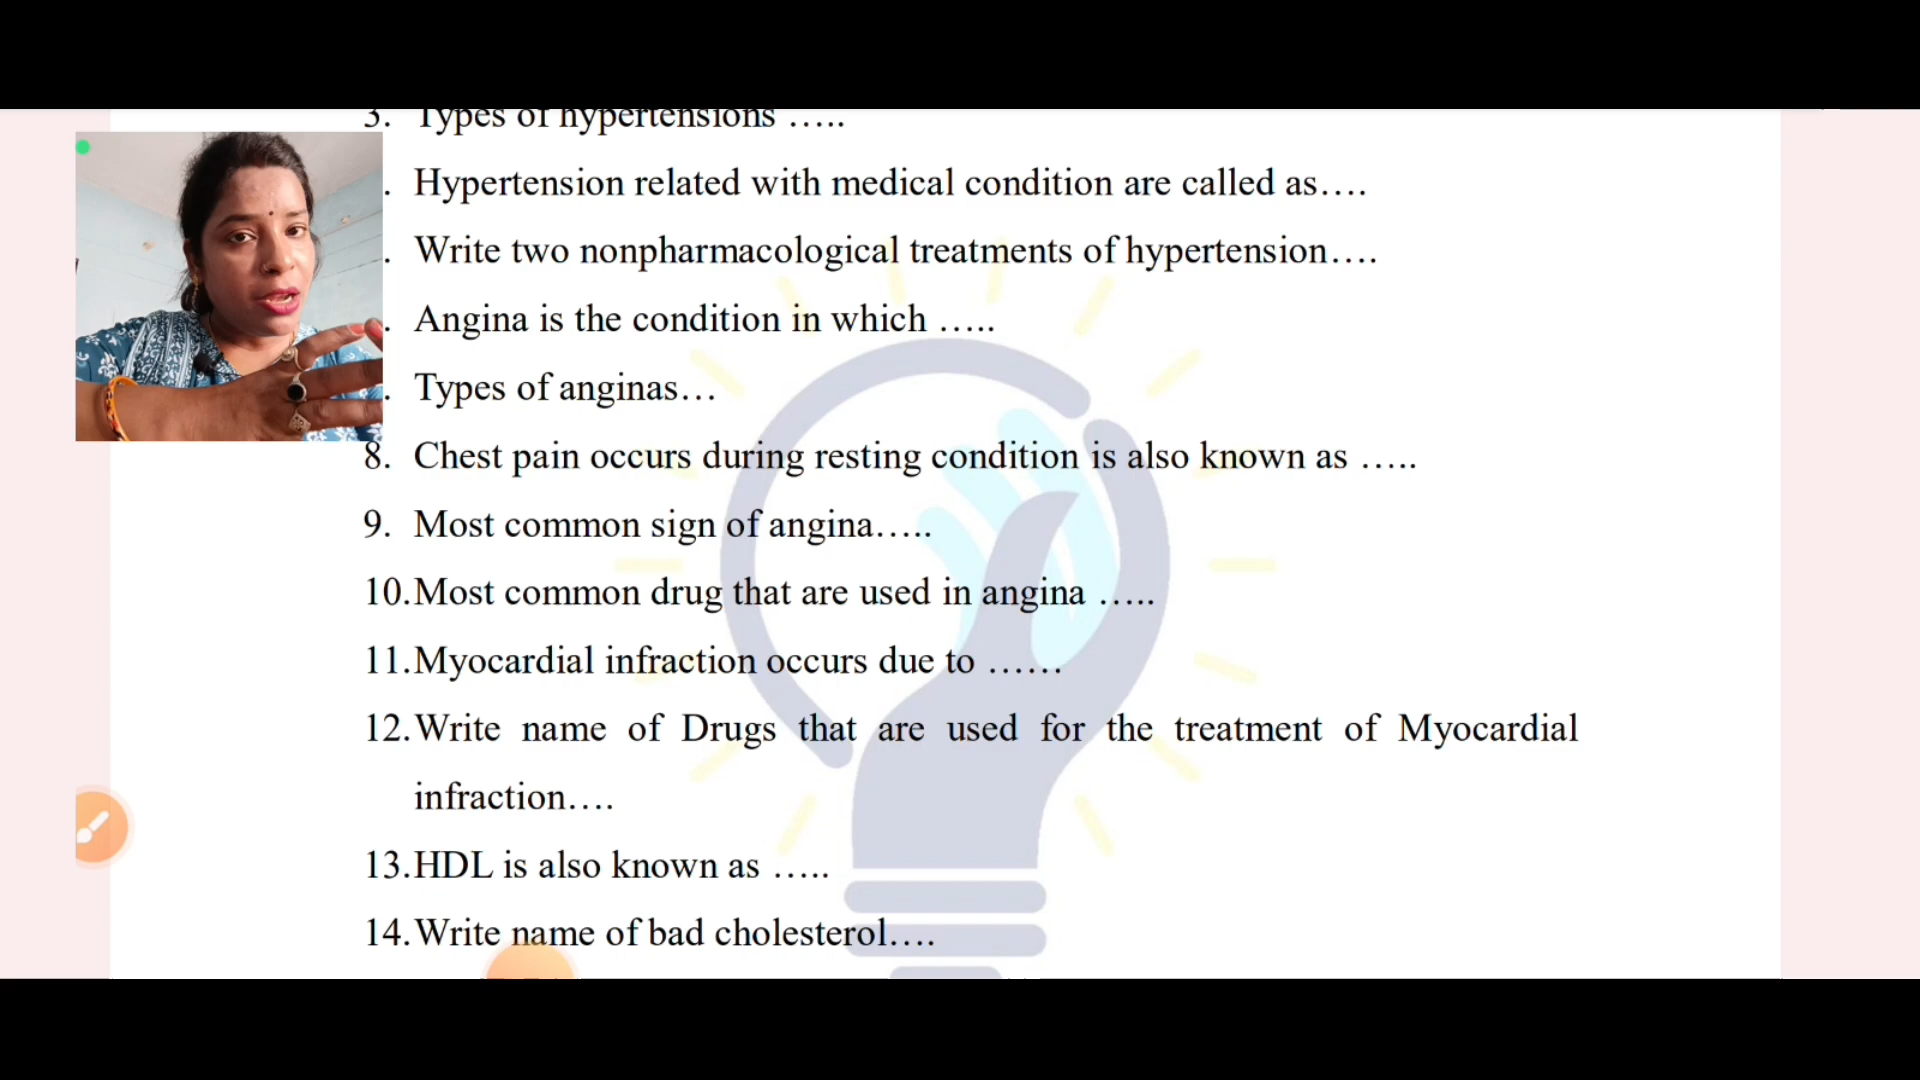 3. Types of hypertensions …..
. Hypertension related with medical condition are called as….
. Write two nonpharmacological treatments of hypertension….
. Angina is the condition in which …..
. Types of anginas…
8. Chest pain occurs during resting condition is also known as …..
9. Most common sign of angina…..
10.Most common drug that are used in angina …..
11.Myocardial infraction occurs due to ……
12.Write name of Drugs that are used for the treatment of Myocardial
infraction….
13.HDL is also known as …..
14.Write name of bad cholesterol….